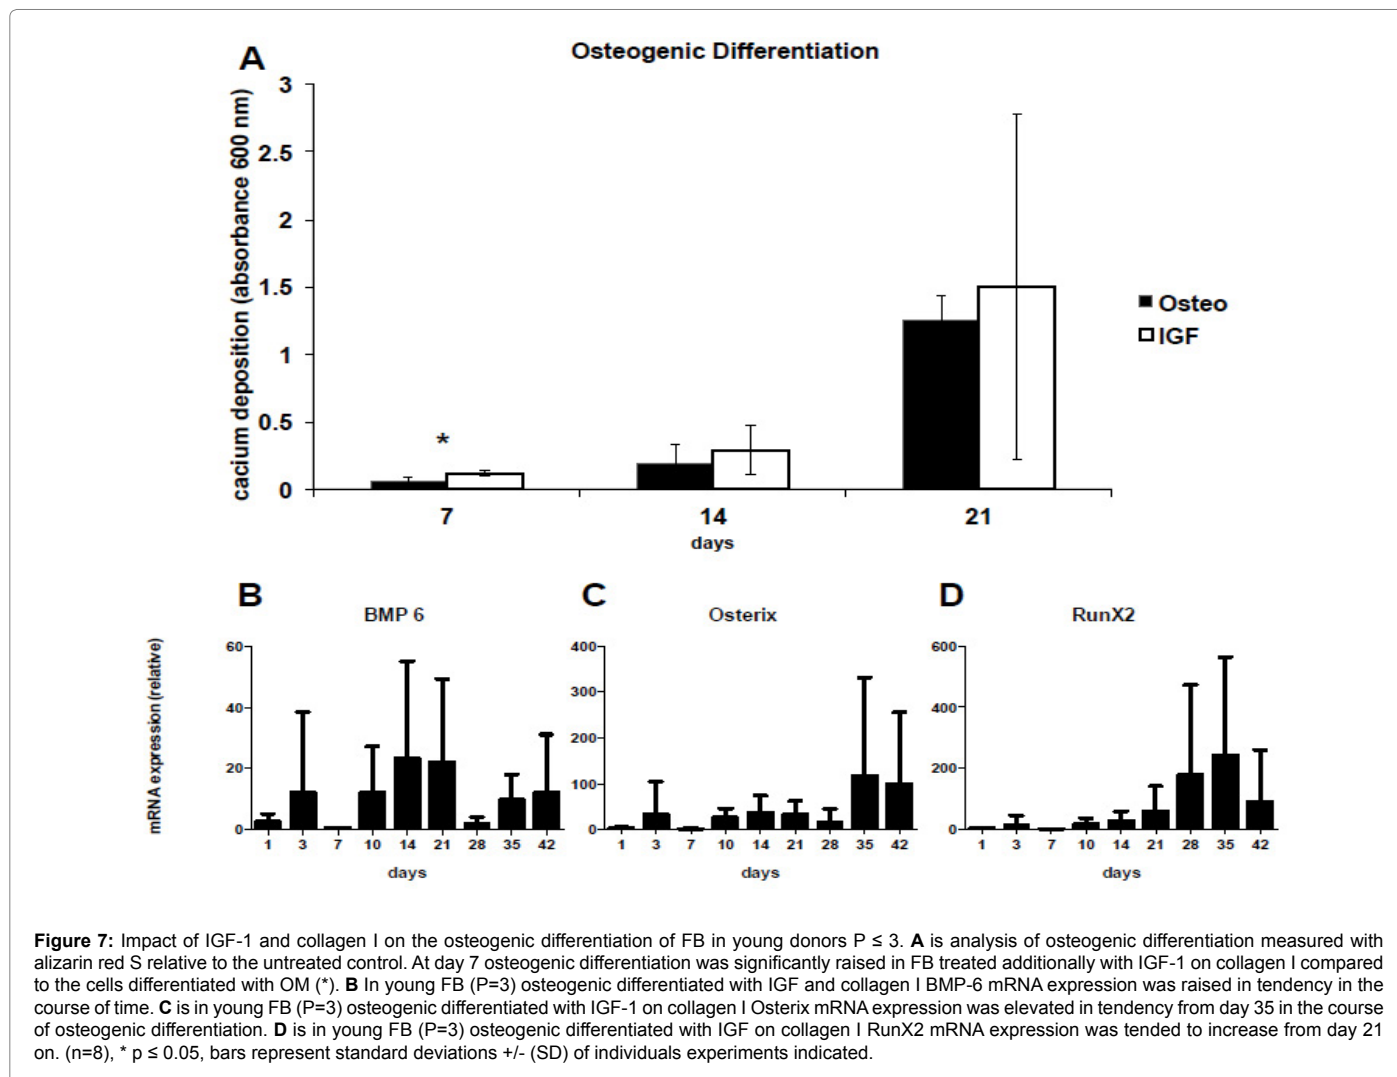 A
Osteogenic Differentiation
cacium deposition (absorbance 600 nm)
3
2.5
2
1.5
1
0.5
0
*
7
14
21
days
Osteo
IGF
B
BMP 6
mRNA expression (relative)
60
40
20
0
1 3 7 10 14 21 28 35 42
days
C
Osterix
400
300
200
100
0
1 3 7 10 14 21 28 35 42
days
D
RunX2
600
400
200
0
1 3 7 10 14 21 28 35 42
days
Figure 7: Impact of IGF-1 and collagen I on the osteogenic differentiation of FB in young donors P ≤ 3. A is analysis of osteogenic differentiation measured with
alizarin red S relative to the untreated control. At day 7 osteogenic differentiation was significantly raised in FB treated additionally with IGF-1 on collagen I compared
to the cells differentiated with OM (*). B In young FB (P=3) osteogenic differentiated with IGF and collagen I BMP-6 mRNA expression was raised in tendency in the
course of time. C is in young FB (P=3) osteogenic differentiated with IGF-1 on collagen I Osterix mRNA expression was elevated in tendency from day 35 in the course
of osteogenic differentiation. D is in young FB (P=3) osteogenic differentiated with IGF on collagen I RunX2 mRNA expression was tended to increase from day 21
on. (n=8), * p ≤ 0.05, bars represent standard deviations +/- (SD) of individuals experiments indicated.